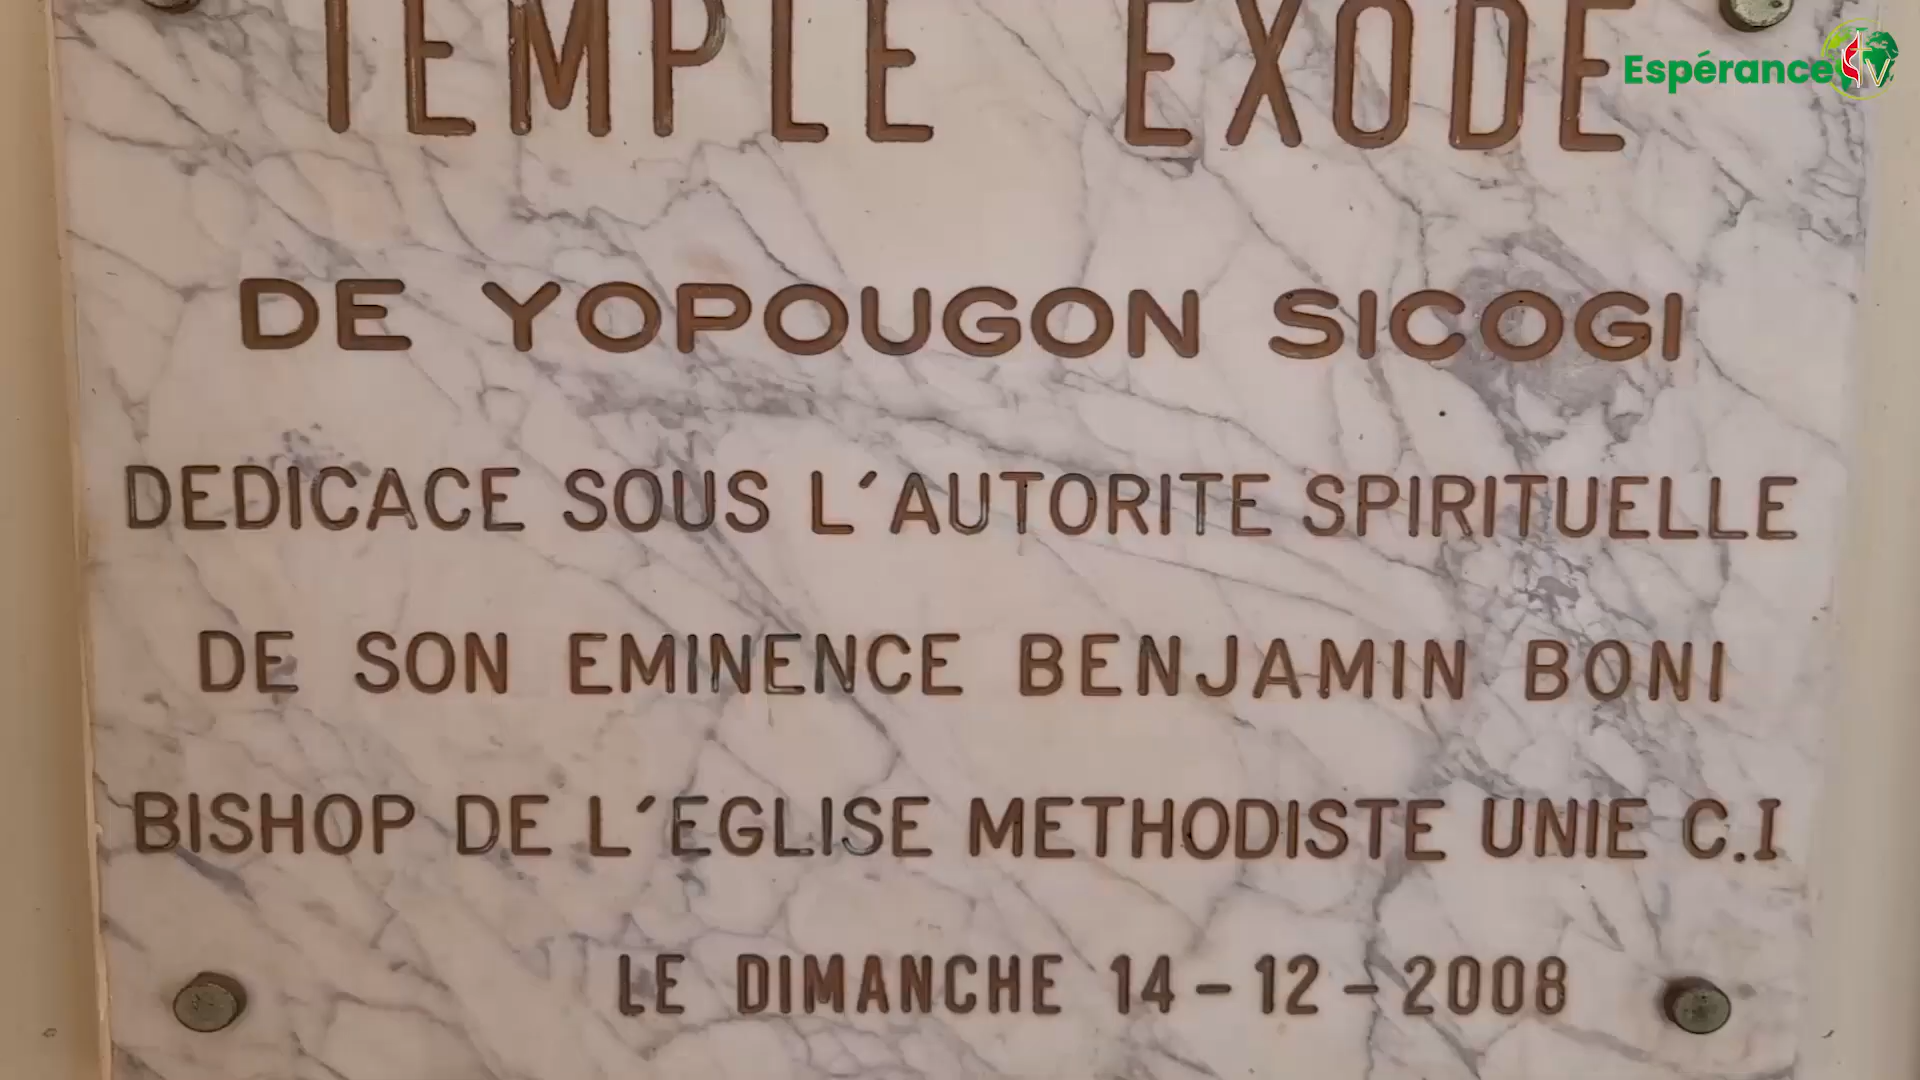 TEMPLE EXODE
Espérance TV
DE YOPOUGON SICOGI
DEDICACE SOUS L'AUTORITE SPIRITUELLE
DE SON EMINENCE BENJAMIN BONI
BISHOP DE L'EGLISE METHODISTE UNIE C.I
LE DIMANCHE 14-12-2008